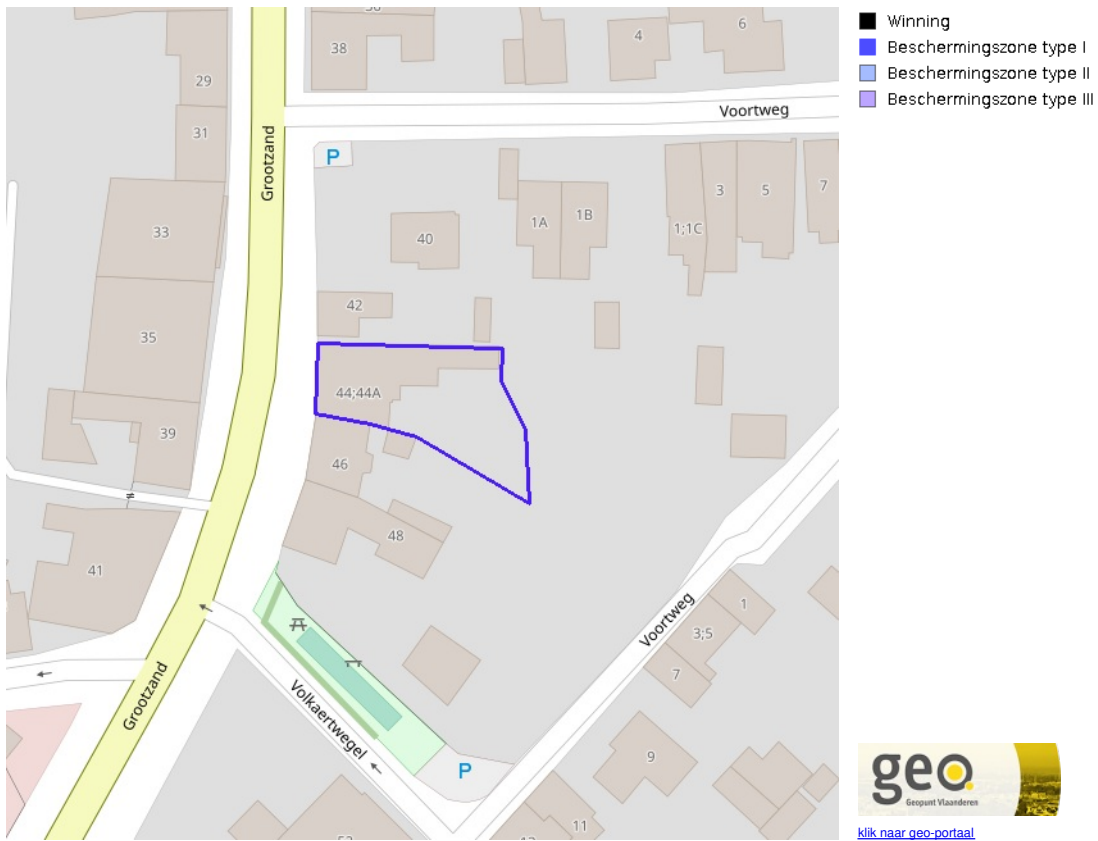 38
4
6
29
31
Voortweg
Grootzand
P
3
5
7
1A
1B
1;1C
33
40
42
35
44;44A
39
46
48
41
1
3;5
Voortweg
7
Grootzand
Volkaertwegel
9
P
11
Winning
Beschermingszone type I
Beschermingszone type II
Beschermingszone type III
geo.
Geopunt Vlaanderen
klik naar geo-portaal